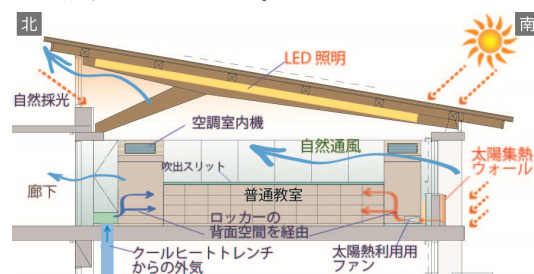 北
南
LED 照明
自然採光
空調室内機
自然通風
太陽集熱
ウォール
吹出スリット
廊下
普通教室
ロッカーの
背面空間を経由
クールヒートトレンチ
からの外気
太陽熱利用用
ファン